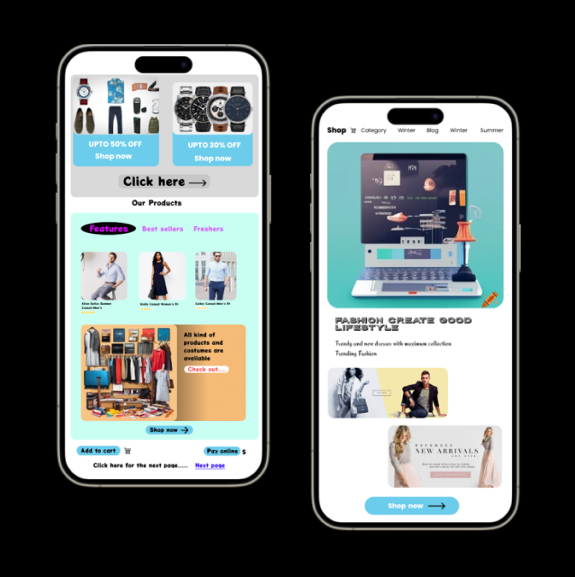 UPTO 50% OFF
Shop now
UPTO 30% OFF
Shop now
Click here
Our Products
Features Best sellers Freshers
All kind of
products and
costumes are
available
Check out...
Shop now
Add to cart
Pay online $
Click here for the next page..... Next page
Shop Category Winter Blog Winter Summer
FASHION CREATE GOOD
LIFESTYLE
Trendy and new dresses with maximum collection
Trending Fashion
NEW ARRIVALS
Shop now